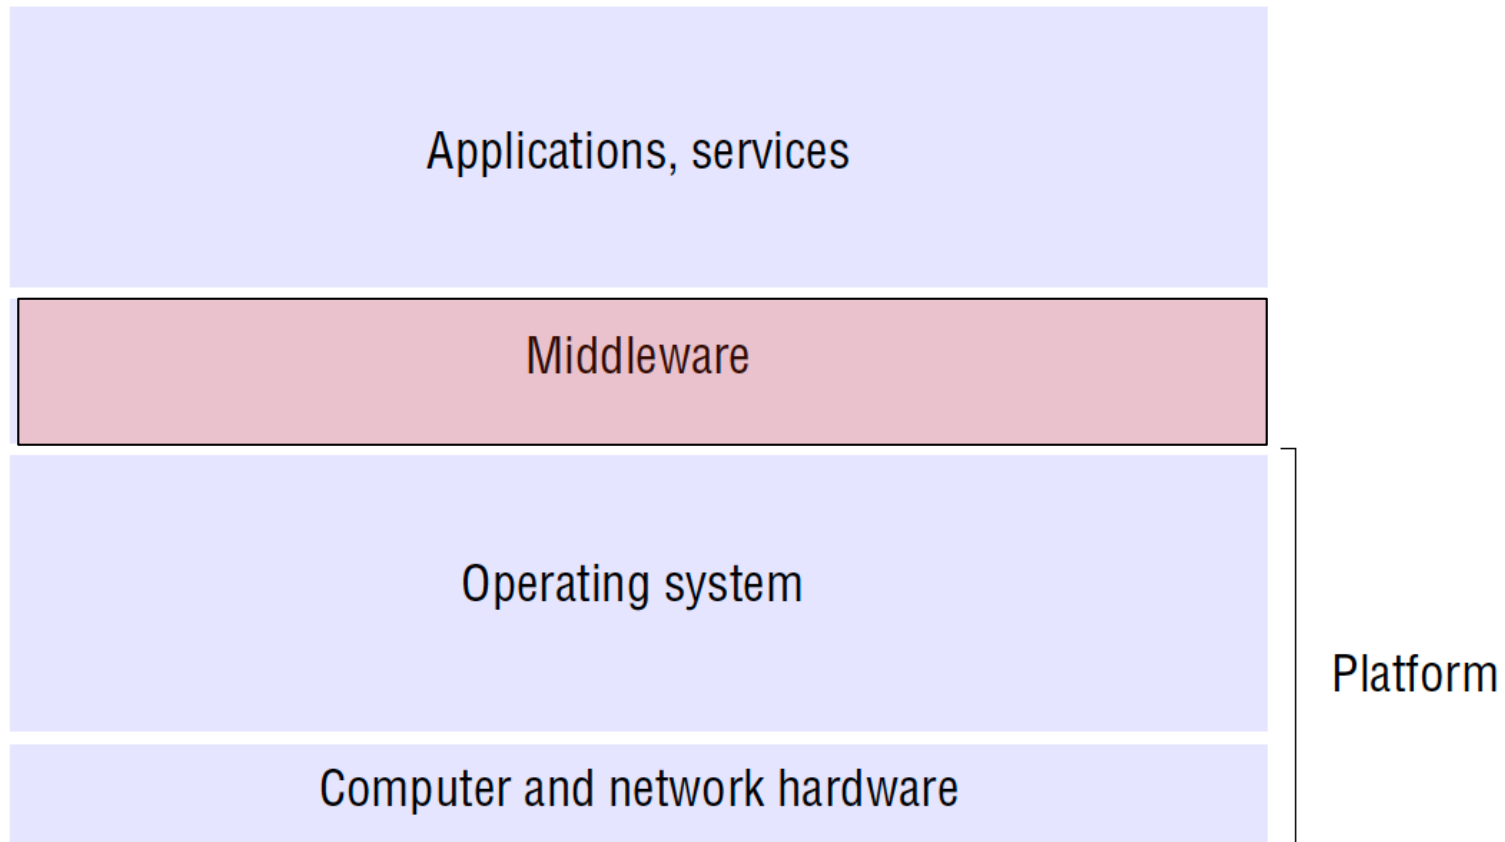 Applications, services
Middleware
Operating system
Platform
Computer and network hardware